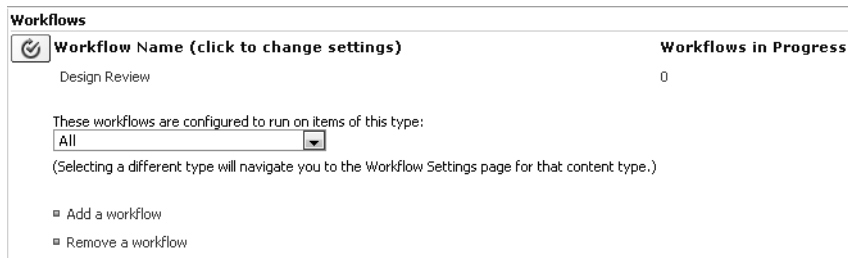 Workflows
Workflow Name (click to change settings) Workflows in Progress
Design Review 0
These workflows are configured to run on items of this type:
All
(Selecting a different type will navigate you to the Workflow Settings page for that content type.)
Add a workflow
Remove a workflow